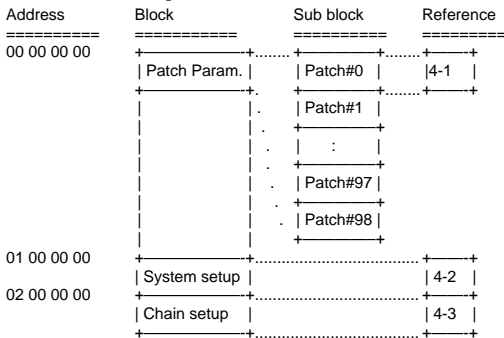 Address Block Sub block Reference
========== =========== ========== =========
00 00 00 00 +——————-+........ +————+ ....... +——-+
| Patch Param. | | Patch#0 | |4-1 |
+——————-+. +————+ ........+——-+
| | . | Patch#1 |
| | . +————+
| | . | : |
| | . +————+
| | . | Patch#97 |
| | . +————+
| | . | Patch#98 |
| | +————+
01 00 00 00 +——————-+.................................. +——-+
| System setup | | 4-2 |
02 00 00 00 +——————-+.................................. +——-+
| Chain setup | | 4-3 |
+——————-+.................................. +——-+